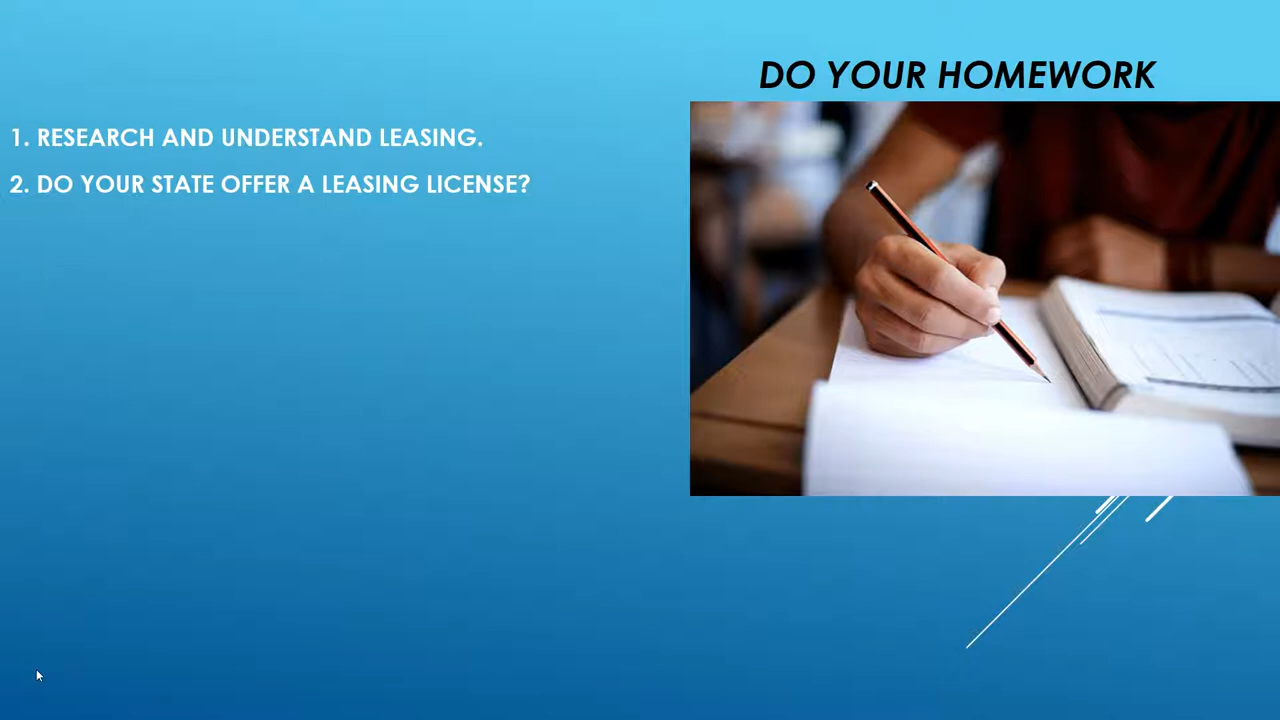 DO YOUR HOMEWORK
1. RESEARCH AND UNDERSTAND LEASING.
2. DO YOUR STATE OFFER A LEASING LICENSE?